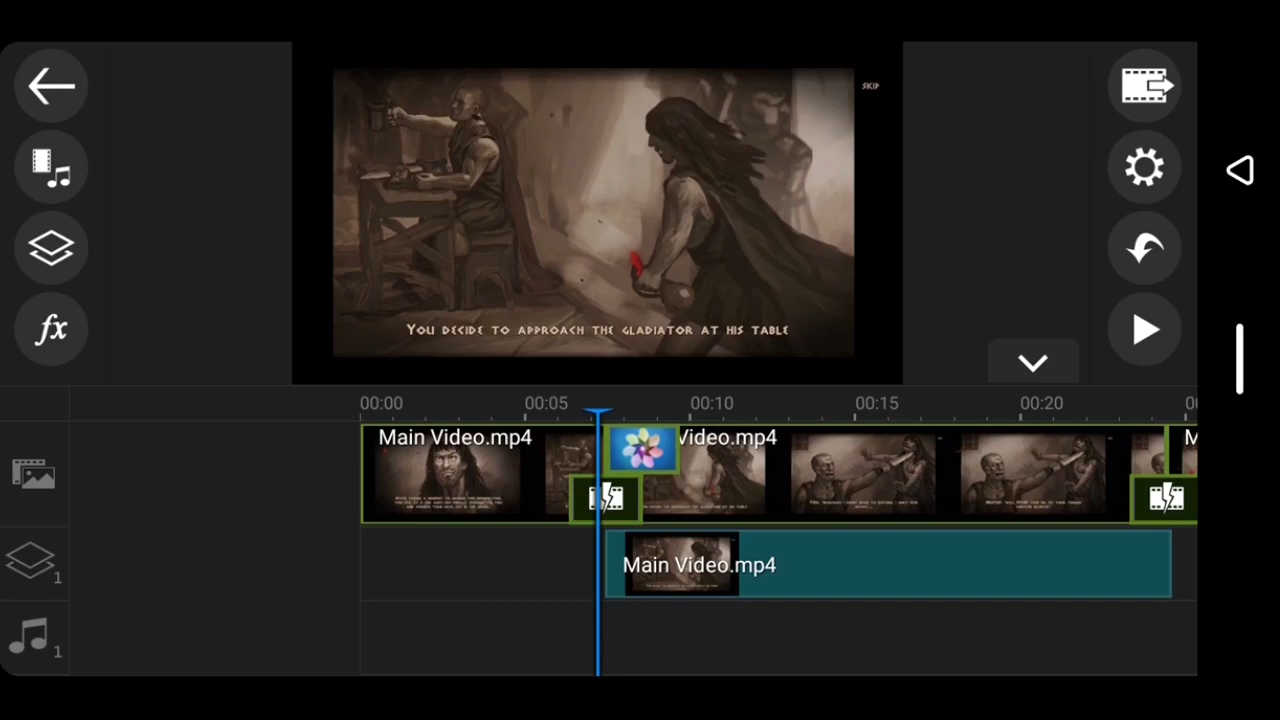 SKIP
YOU DECIDE TO APPROACH THE GLADIATOR AT HIS TABLE
fx
00:00 00:05 00:10 00:15 00:20
Main Video.mp4 Video.mp4 M
1
Main Video.mp4
1